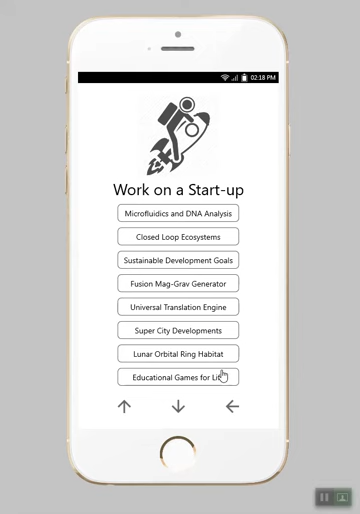 02:18 PM
Work on a Start-up
Microfluidics and DNA Analysis
Closed Loop Ecosystems
Sustainable Development Goals
Fusion Mag-Grav Generator
Universal Translation Engine
Super City Developments
Lunar Orbital Ring Habitat
Educational Games for